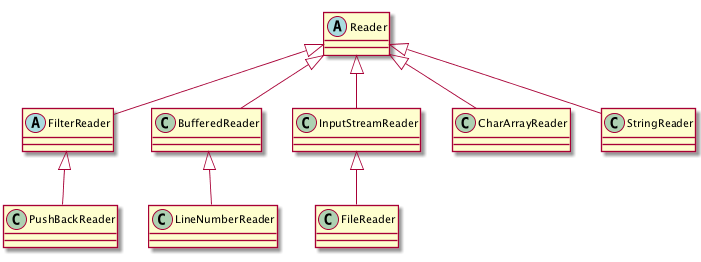 A Reader
A FilterReader
C BufferedReader
C InputStreamReader
C CharArrayReader
C StringReader
C PushBackReader
C LineNumberReader
C FileReader